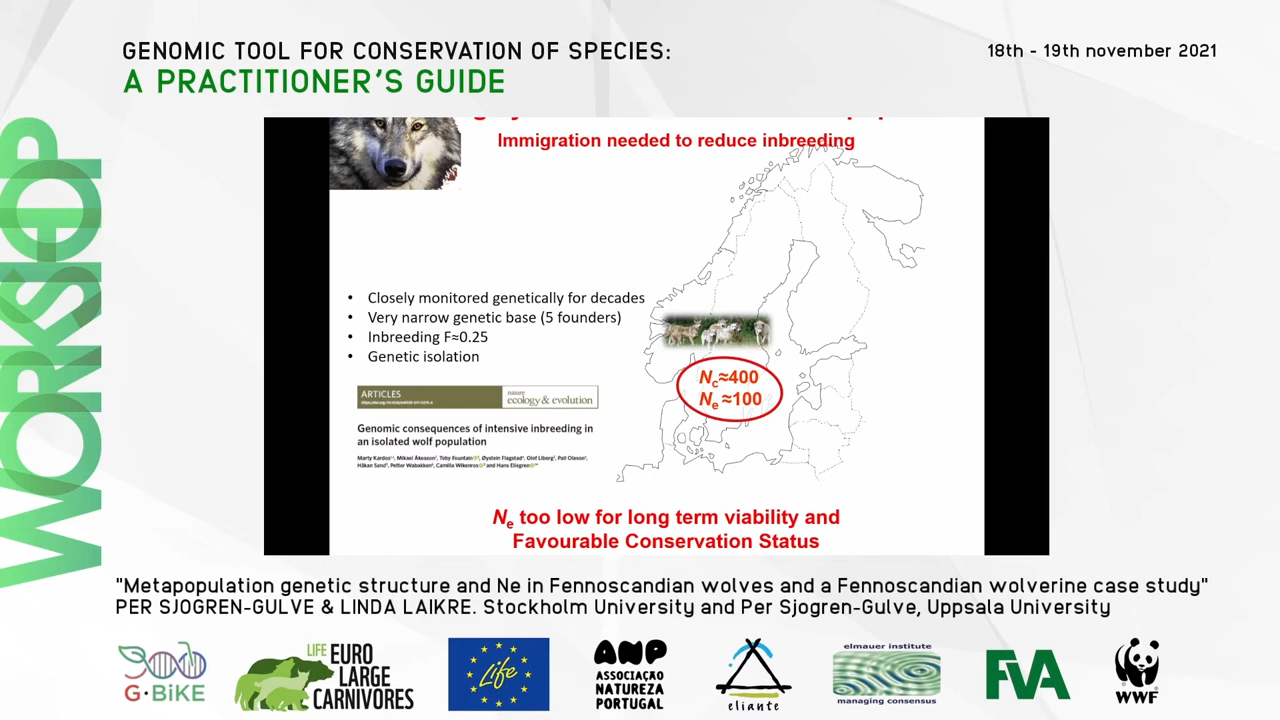 GENOMIC TOOL FOR CONSERVATION OF SPECIES:
A PRACTITIONER'S GUIDE
18th - 19th november 2021
WORKSHOP
Immigration needed to reduce inbreeding
• Closely monitored genetically for decades
• Very narrow genetic base (5 founders)
• Inbreeding F≈0.25
• Genetic isolation
Nc≈400
Ne≈100
ARTICLES
nature
ecology & evolution
Genomic consequences of intensive inbreeding in
an isolated wolf population
Ne too low for long term viability and
Favourable Conservation Status
"Metapopulation genetic structure and Ne in Fennoscandian wolves and a Fennoscandian wolverine case study"
PER SJOGREN-GULVE & LINDA LAIKRE. Stockholm University and Per Sjogren-Gulve, Uppsala University
G·BiKE
LIFE EURO
LARGE
CARNIVORES
Life
ANP
ASSOCIAÇÃO
NATUREZA
PORTUGAL
eliante
elmauer institute
managing consensus
FVA
WWF